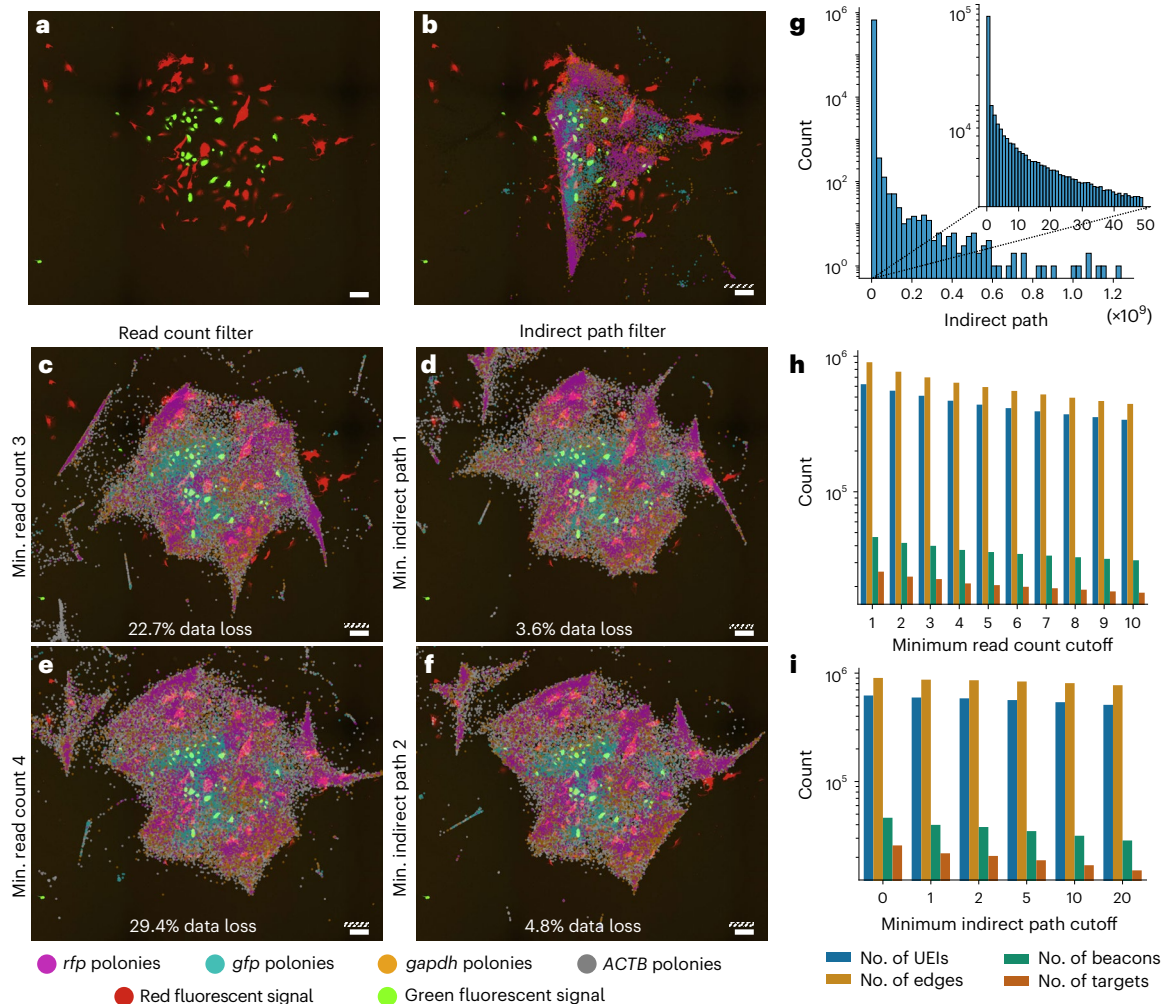 a
b
Read count filter
Indirect path filter
c
Min. read count 3
22.7% data loss
d
Min. indirect path 1
3.6% data loss
e
Min. read count 4
29.4% data loss
f
Min. indirect path 2
4.8% data loss
rfp polonies
gfp polonies
gapdh polonies
ACTB polonies
Red fluorescent signal
Green fluorescent signal
g
Count
10⁶
10⁴
10²
10⁰
0 0.2 0.4 0.6 0.8 1.0 1.2
Indirect path
(×10⁹)
10⁵
10⁴
0 10 20 30 40 50
h
Count
10⁶
10⁵
1 2 3 4 5 6 7 8 9 10
Minimum read count cutoff
i
Count
10⁶
10⁵
0 1 2 5 10 20
Minimum indirect path cutoff
No. of UEIs
No. of beacons
No. of edges
No. of targets